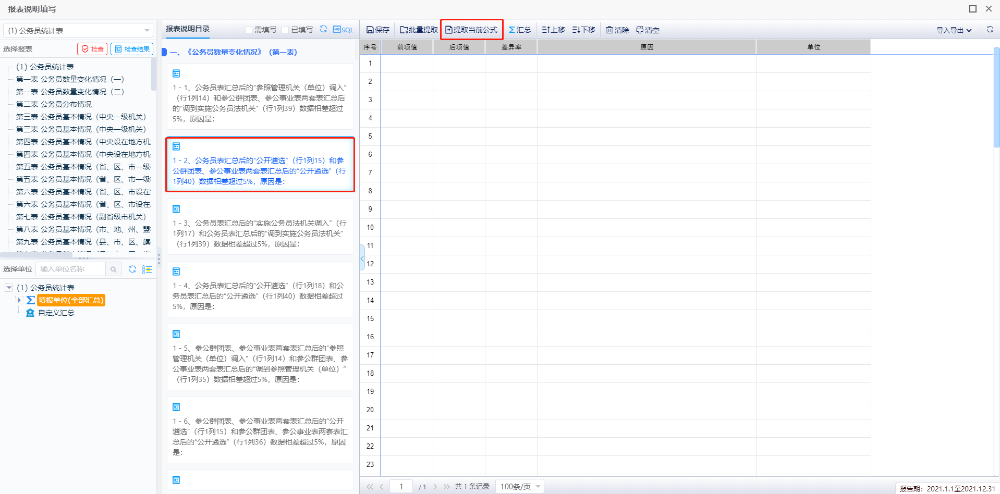 报表说明填写
(1) 公务员统计表
选择报表
检查
检查结果
(1) 公务员统计表
第一表 公务员数量变化情况（一）
第一表 公务员数量变化情况（二）
第二表 公务员分布情况
第三表 公务员基本情况（中央一级机关）
第三表 公务员基本情况（中央一级机关）
第四表 公务员基本情况（中央设在地方机
第四表 公务员基本情况（中央设在地方机
第五表 公务员基本情况（省、区、市一级
第五表 公务员基本情况（省、区、市一级
第六表 公务员基本情况（省、区、市设在
第六表 公务员基本情况（省、区、市设在
第七表 公务员基本情况（副省级市机关）
第八表 公务员基本情况（市、地、州、盟
第九表 公务员基本情况（县、市、区、旗
选择单位
输入单位名称
(1) 公务员统计表
填报单位(全部汇总)
自定义汇总
报表说明目录
需填写
已填写
SQL
一、《公务员数量变化情况》（第一表）
1 - 1、公务员表汇总后的“参照管理机关（单位）调入”
（行1列14）和参公群团表、参公事业表两套表汇总后
的“调到实施公务员法机关”（行1列39）数据相差超过
5%，原因是：
1 - 2、公务员表汇总后的“公开遴选”（行1列15）和参
公群团表、参公事业表两套表汇总后的“公开遴选”（行
1列40）数据相差超过5%，原因是：
1 - 3、公务员表汇总后的“实施公务员法机关调入”（行
1列17）和公务员表汇总后的“调到实施公务员法机关”
（行1列39）数据相差超过5%，原因是：
1 - 4、公务员表汇总后的“公开遴选”（行1列18）和公
务员表汇总后的“公开遴选”（行1列40）数据相差超过
5%，原因是：
1 - 5、参公群团表、参公事业表两套表汇总后的“参照
管理机关（单位）调入”（行1列14）和参公群团表、参
公事业表两套表汇总后的“调到参照管理机关（单位）”
（行1列35）数据相差超过5%，原因是：
1 - 6、参公群团表、参公事业表两套表汇总后的“公开
遴选”（行1列15）和参公群团表、参公事业表两套表汇
总后的“公开遴选”（行1列36）数据相差超过5%，原因
是：
保存
批量提取
提取当前公式
汇总
上移
下移
清除
清空
导入导出
序号 前项值 后项值 差异率 原因 单位
1
2
3
4
5
6
7
8
9
10
11
12
13
14
15
16
17
18
19
20
21
22
23
1 / 1 共 1 条记录 100条/页
报告期：2021.1.1至2021.12.31